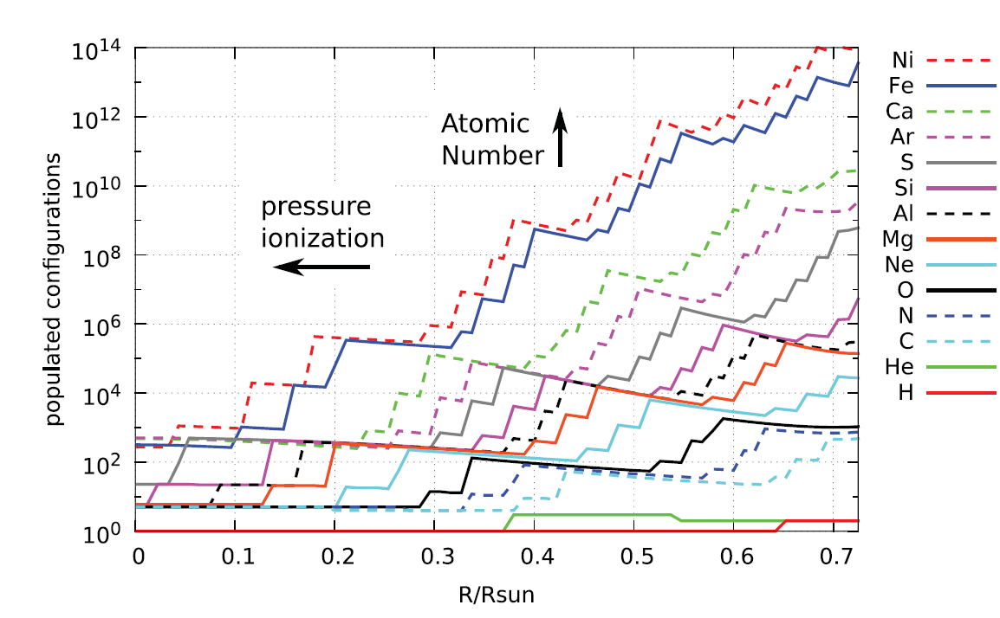 10^14
10^12
10^10
10^8
10^6
10^4
10^2
10^0
populated configurations
Atomic
Number
pressure
ionization
0 0.1 0.2 0.3 0.4 0.5 0.6 0.7
R/Rsun
Ni
Fe
Ca
Ar
S
Si
Al
Mg
Ne
O
N
C
He
H